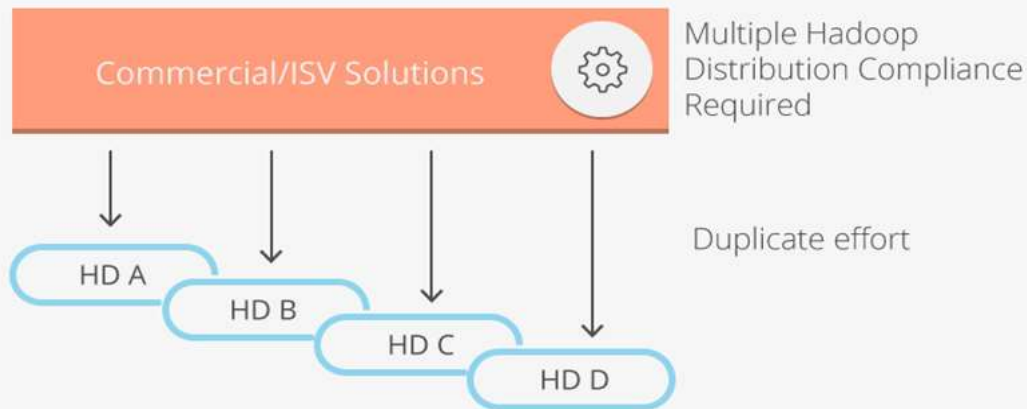 Commercial/ISV Solutions
Multiple Hadoop
Distribution Compliance
Required
Duplicate effort
HD A
HD B
HD C
HD D